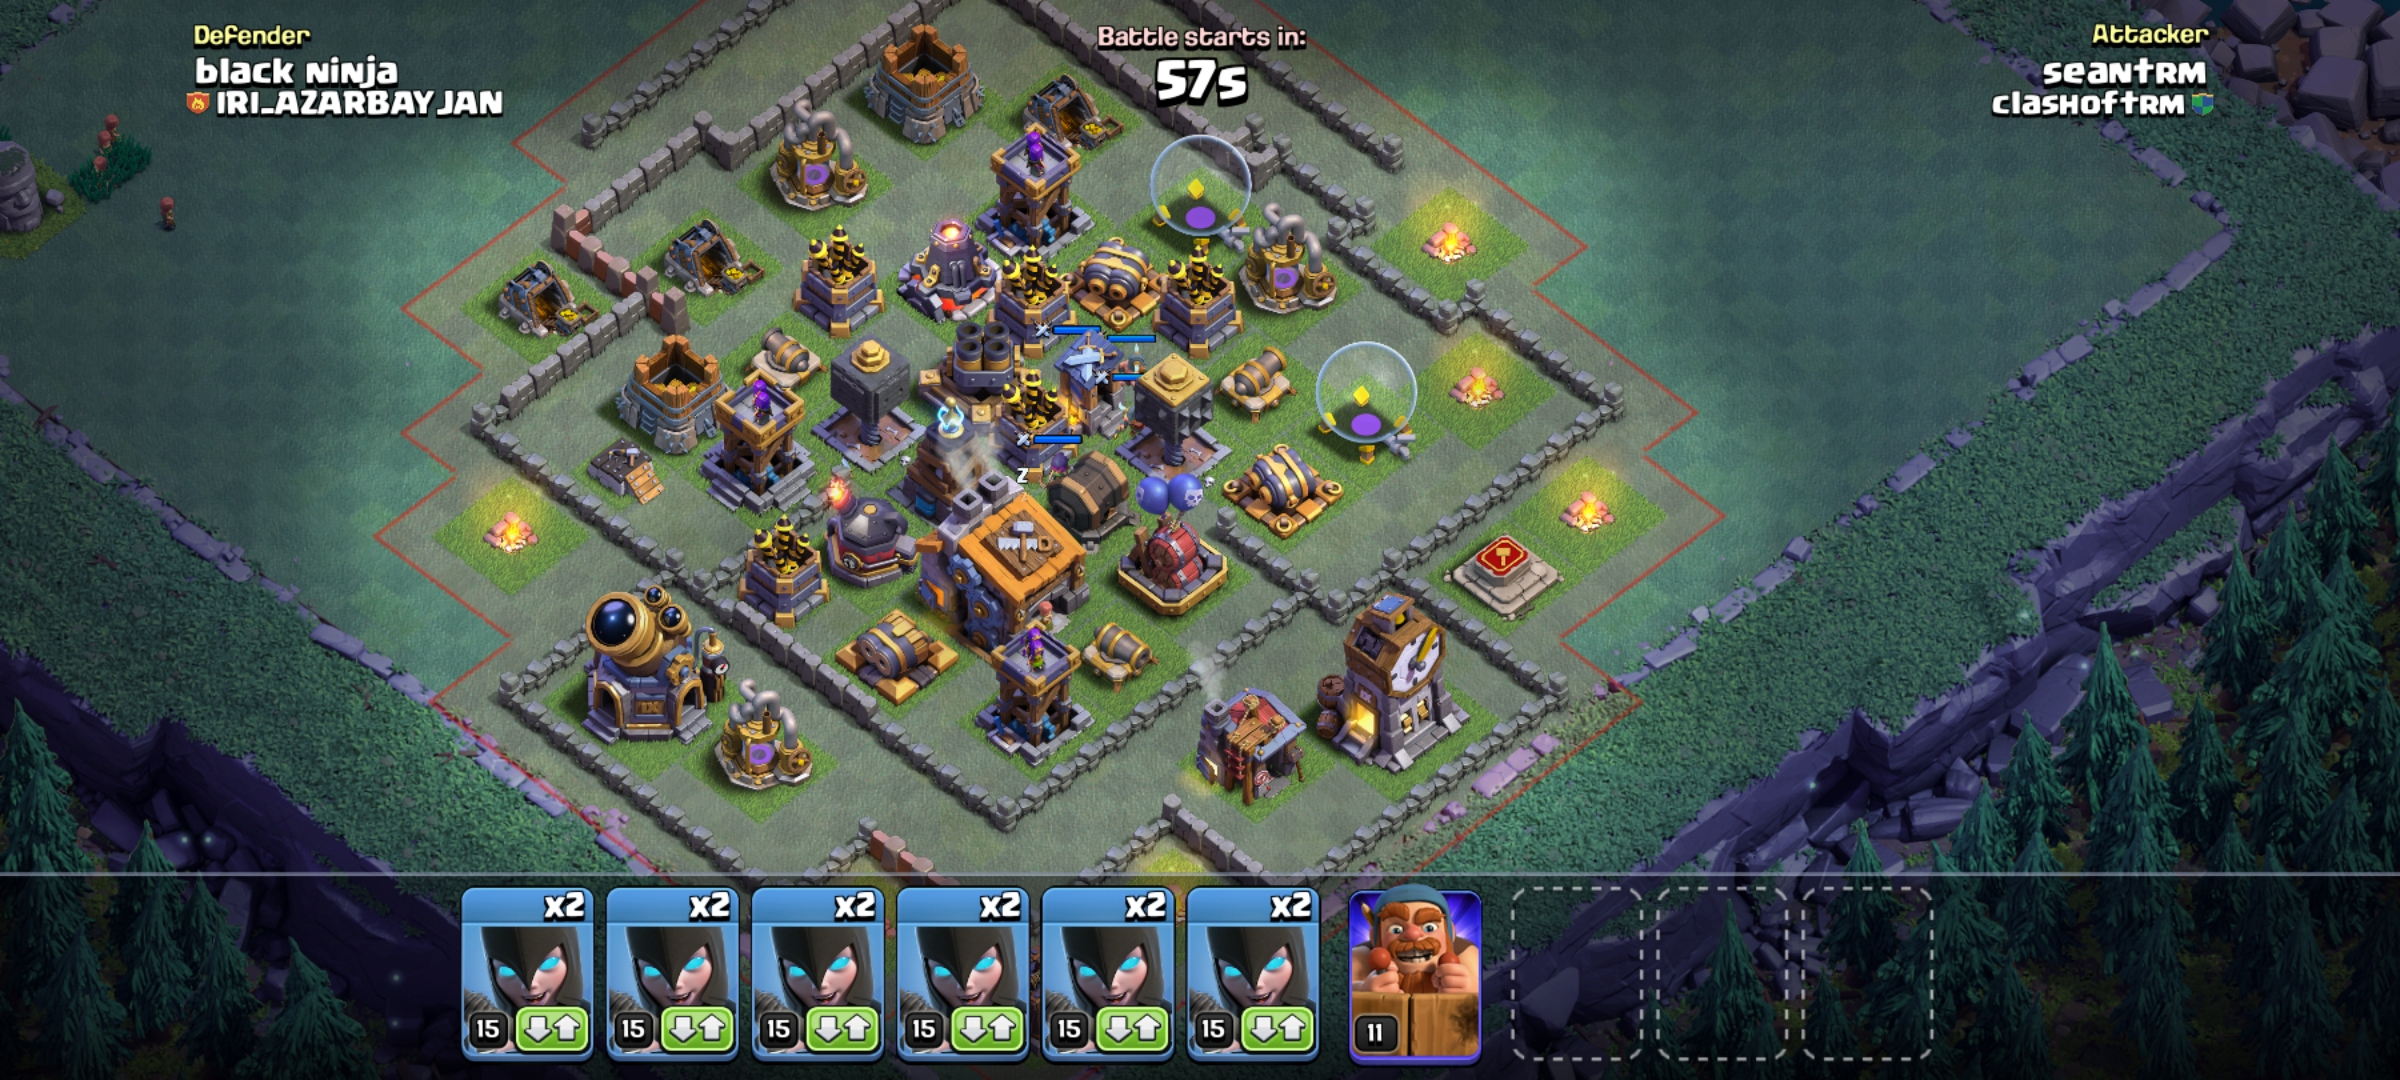 Defender
black ninja
IRI_AZARBAYJAN
Battle starts in:
57s
Attacker
seantRM
clashoftRM
z
x2
x2
x2
x2
x2
x2
15
15
15
15
15
15
11